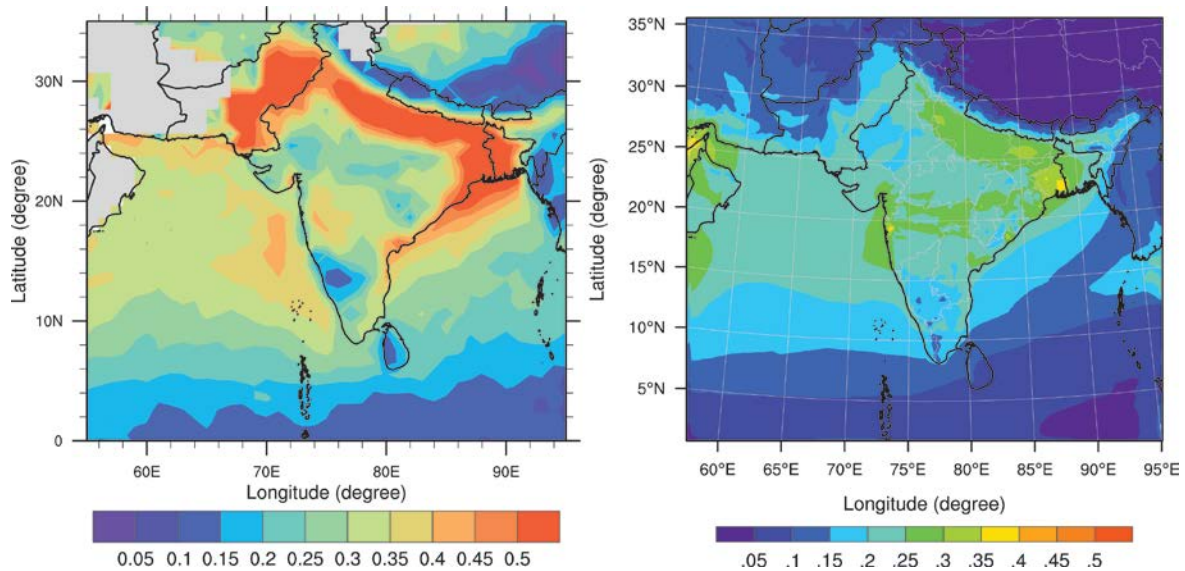 30N
20N
10N
0
Latitude (degree)
60E 70E 80E 90E
Longitude (degree)
0.05 0.1 0.15 0.2 0.25 0.3 0.35 0.4 0.45 0.5
35°N
30°N
25°N
20°N
15°N
10°N
5°N
Latitude (degree)
60°E 65°E 70°E 75°E 80°E 85°E 90°E 95°E
Longitude (degree)
.05 .1 .15 .2 .25 .3 .35 .4 .45 .5